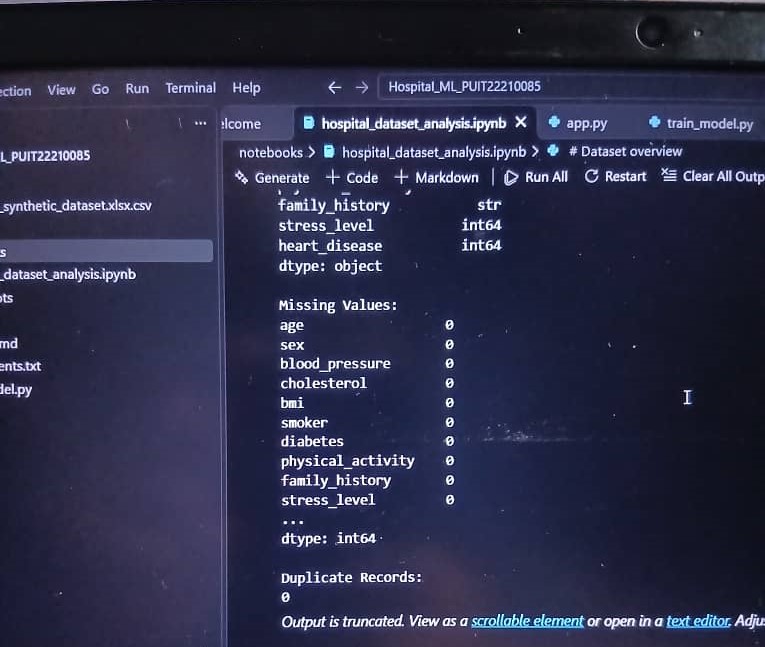 ection View Go Run Terminal Help ← → Hospital_ML_PUIT22210085
... elcome hospital_dataset_analysis.ipynb × app.py train_model.py
L_PUIT22210085
notebooks > hospital_dataset_analysis.ipynb > # Dataset overview
Generate + Code + Markdown | Run All Restart Clear All Outp
_synthetic_dataset.xlsx.csv
s
_dataset_analysis.ipynb
ots
md
ents.txt
del.py
family_history str
stress_level int64
heart_disease int64
dtype: object
Missing Values:
age 0
sex 0
blood_pressure 0
cholesterol 0
bmi 0
smoker 0
diabetes 0
physical_activity 0
family_history 0
stress_level 0
...
dtype: int64
Duplicate Records:
0
Output is truncated. View as a scrollable element or open in a text editor. Adju